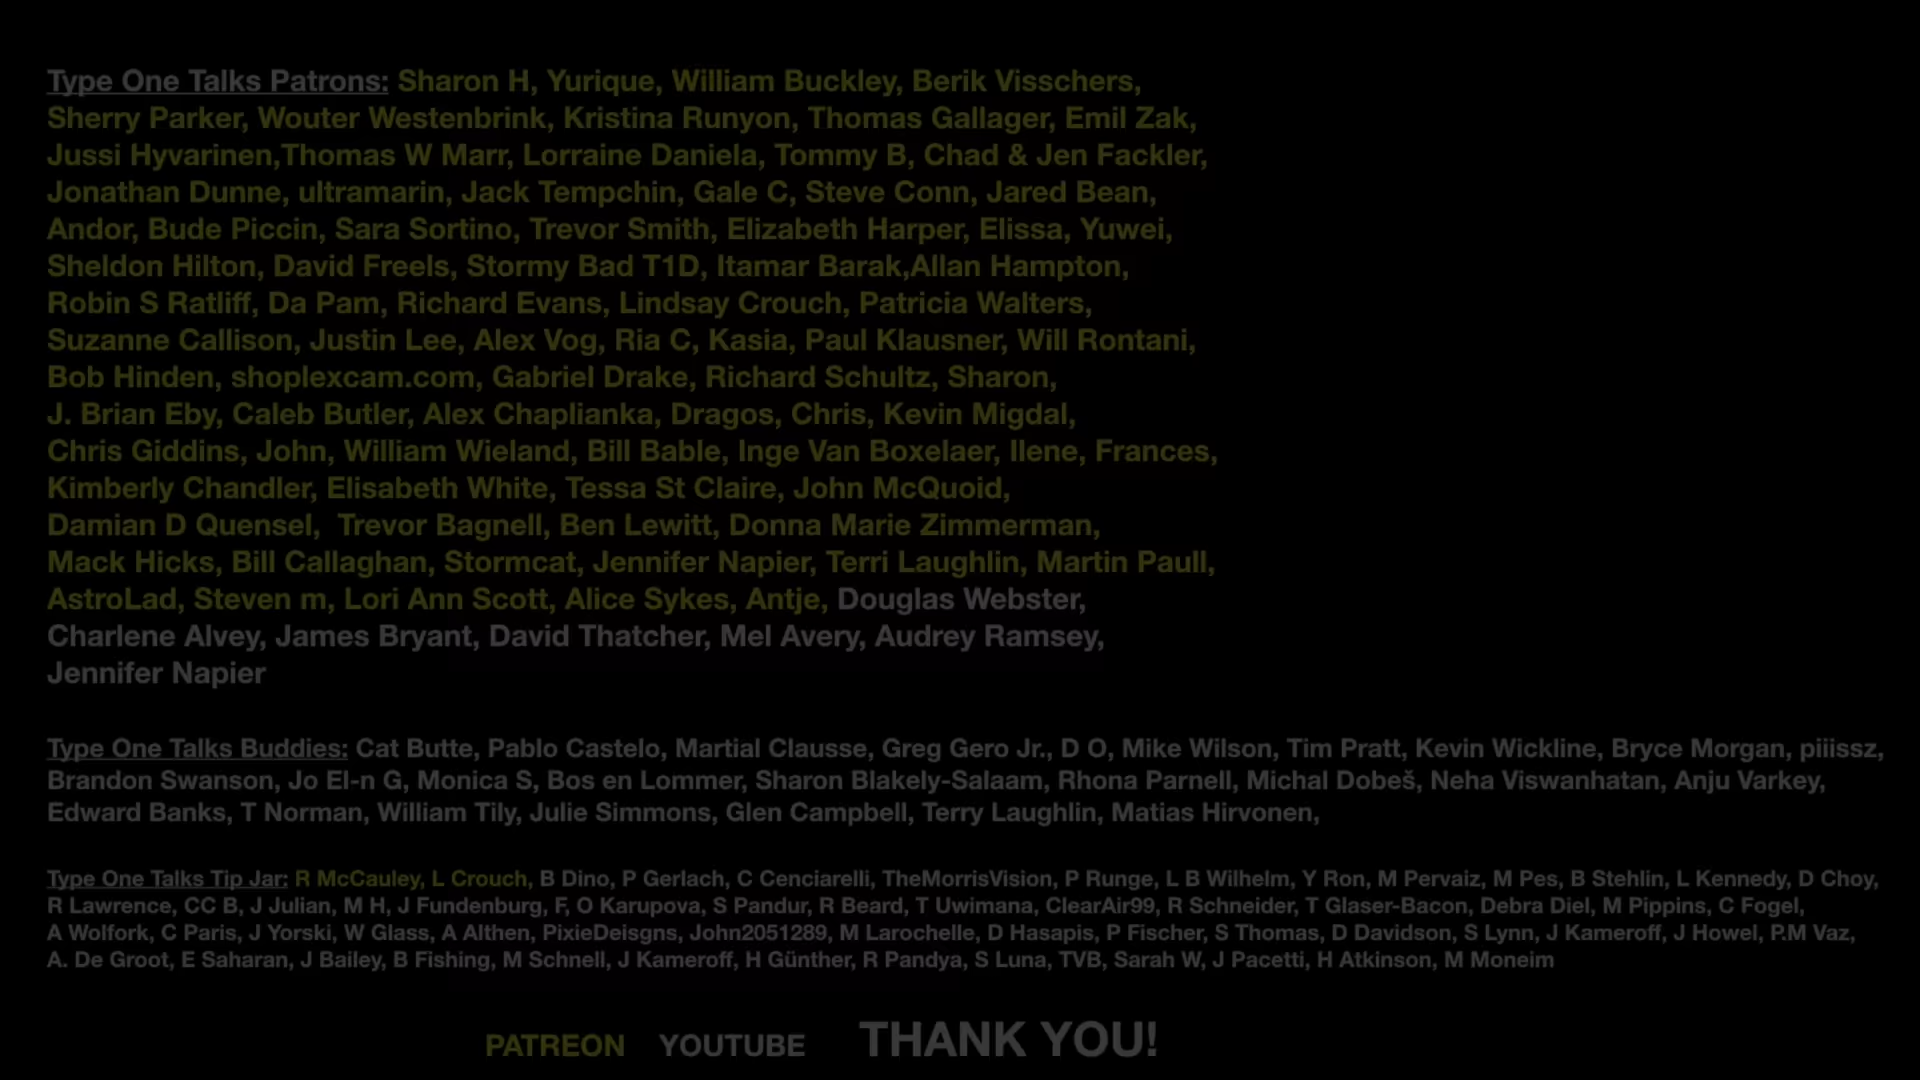 Type One Talks Patrons: Sharon H, Yurique, William Buckley, Berik Visschers,
Sherry Parker, Wouter Westenbrink, Kristina Runyon, Thomas Gallager, Emil Zak,
Jussi Hyvarinen,Thomas W Marr, Lorraine Daniela, Tommy B, Chad & Jen Fackler,
Jonathan Dunne, ultramarin, Jack Tempchin, Gale C, Steve Conn, Jared Bean,
Andor, Bude Piccin, Sara Sortino, Trevor Smith, Elizabeth Harper, Elissa, Yuwei,
Sheldon Hilton, David Freels, Stormy Bad T1D, Itamar Barak,Allan Hampton,
Robin S Ratliff, Da Pam, Richard Evans, Lindsay Crouch, Patricia Walters,
Suzanne Callison, Justin Lee, Alex Vog, Ria C, Kasia, Paul Klausner, Will Rontani,
Bob Hinden, shoplexcam.com, Gabriel Drake, Richard Schultz, Sharon,
J. Brian Eby, Caleb Butler, Alex Chaplianka, Dragos, Chris, Kevin Migdal,
Chris Giddins, John, William Wieland, Bill Bable, Inge Van Boxelaer, Ilene, Frances,
Kimberly Chandler, Elisabeth White, Tessa St Claire, John McQuoid,
Damian D Quensel,  Trevor Bagnell, Ben Lewitt, Donna Marie Zimmerman,
Mack Hicks, Bill Callaghan, Stormcat, Jennifer Napier, Terri Laughlin, Martin Paull,
AstroLad, Steven m, Lori Ann Scott, Alice Sykes, Antje, Douglas Webster,
Charlene Alvey, James Bryant, David Thatcher, Mel Avery, Audrey Ramsey,
Jennifer Napier
Type One Talks Buddies: Cat Butte, Pablo Castelo, Martial Clausse, Greg Gero Jr., D O, Mike Wilson, Tim Pratt, Kevin Wickline, Bryce Morgan, piiissz,
Brandon Swanson, Jo El-n G, Monica S, Bos en Lommer, Sharon Blakely-Salaam, Rhona Parnell, Michal Dobeš, Neha Viswanhatan, Anju Varkey,
Edward Banks, T Norman, William Tily, Julie Simmons, Glen Campbell, Terry Laughlin, Matias Hirvonen,
Type One Talks Tip Jar: R McCauley, L Crouch, B Dino, P Gerlach, C Cenciarelli, TheMorrisVision, P Runge, L B Wilhelm, Y Ron, M Pervaiz, M Pes, B Stehlin, L Kennedy, D Choy,
R Lawrence, CC B, J Julian, M H, J Fundenburg, F, O Karupova, S Pandur, R Beard, T Uwimana, ClearAir99, R Schneider, T Glaser-Bacon, Debra Diel, M Pippins, C Fogel,
A Wolfork, C Paris, J Yorski, W Glass, A Althen, PixieDeisgns, John2051289, M Larochelle, D Hasapis, P Fischer, S Thomas, D Davidson, S Lynn, J Kameroff, J Howel, P.M Vaz,
A. De Groot, E Saharan, J Bailey, B Fishing, M Schnell, J Kameroff, H Günther, R Pandya, S Luna, TVB, Sarah W, J Pacetti, H Atkinson, M Moneim
PATREON YOUTUBE THANK YOU!